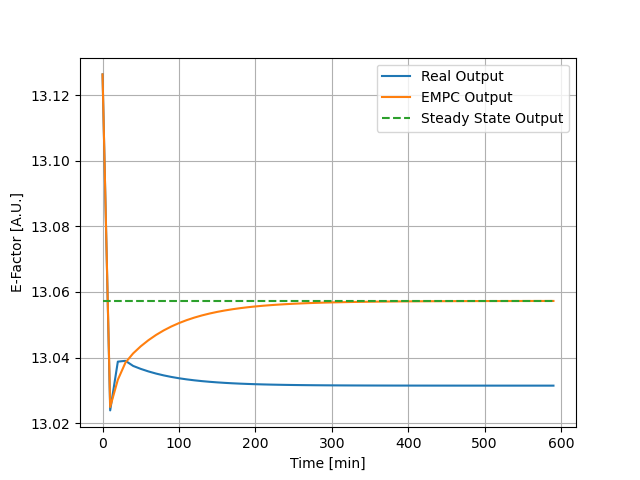 Real Output
EMPC Output
Steady State Output
E-Factor [A.U.]
13.12
13.10
13.08
13.06
13.04
13.02
0 100 200 300 400 500 600
Time [min]